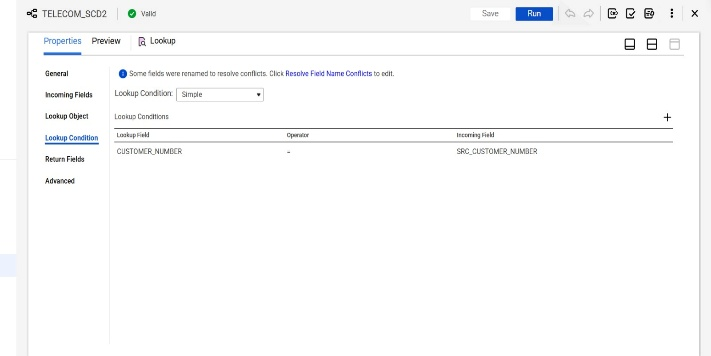 TELECOM_SCD2 Valid Save Run
Properties Preview Lookup
General
Some fields were renamed to resolve conflicts. Click Resolve Field Name Conflicts to edit.
Incoming Fields
Lookup Condition: Simple
Lookup Object
Lookup Conditions
Lookup Condition
Lookup Field Operator Incoming Field
Return Fields
CUSTOMER_NUMBER = SRC_CUSTOMER_NUMBER
Advanced